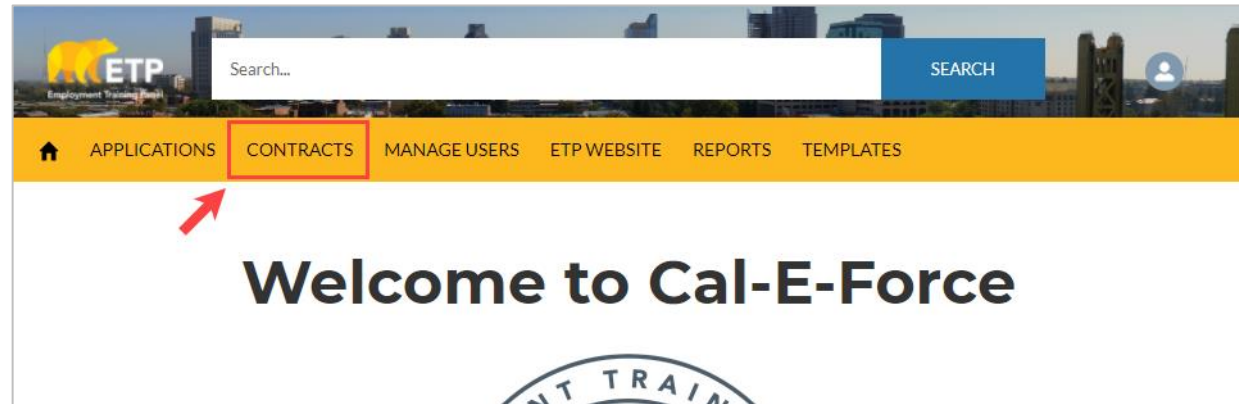 ETP
Employment Training Panel
Search...
SEARCH
APPLICATIONS CONTRACTS MANAGE USERS ETP WEBSITE REPORTS TEMPLATES
Welcome to Cal-E-Force
NT TRAIN